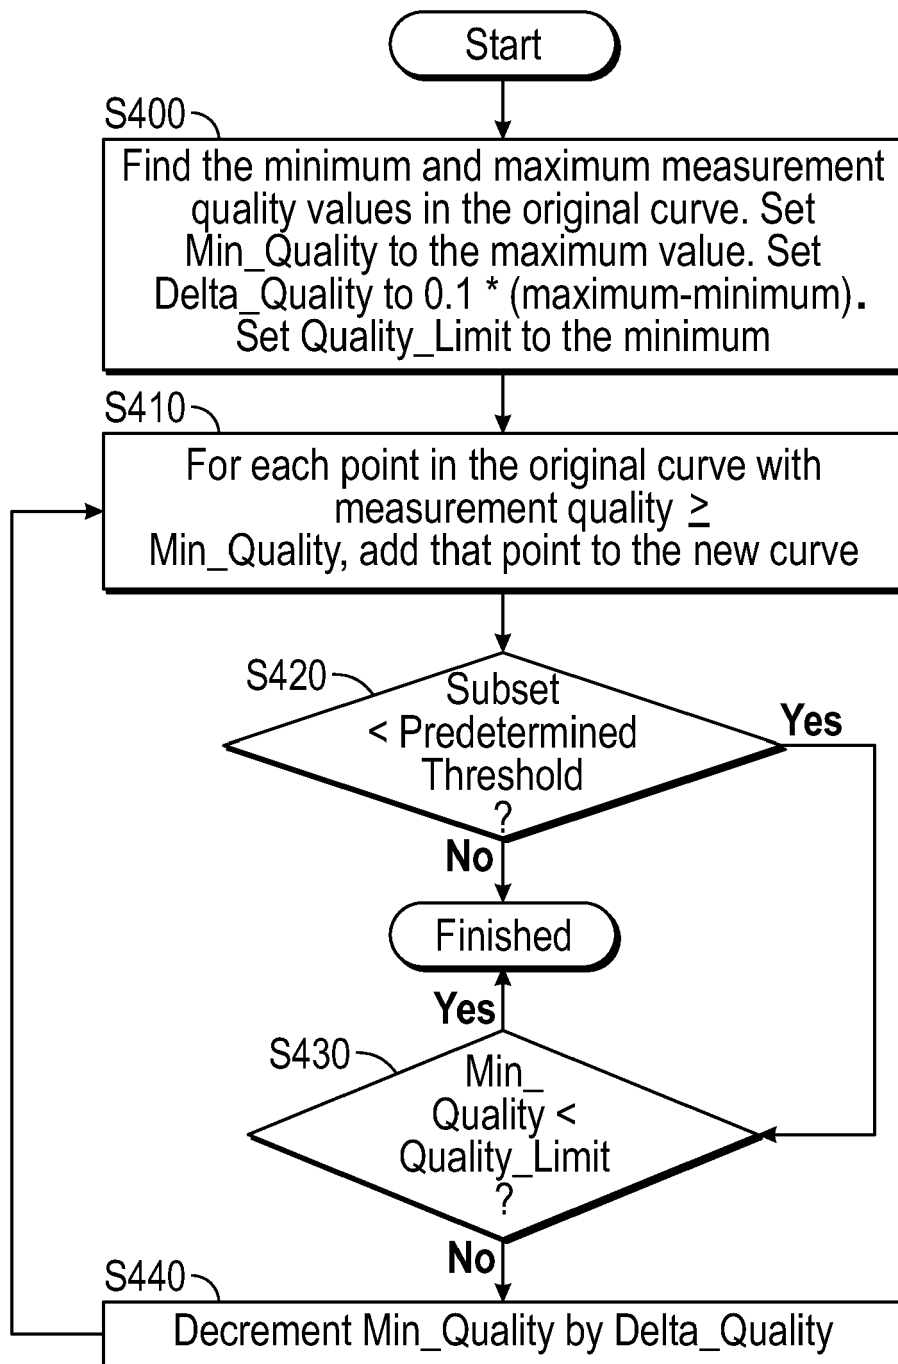 Start
S400
Find the minimum and maximum measurement
quality values in the original curve. Set
Min_Quality to the maximum value. Set
Delta_Quality to 0.1 * (maximum-minimum).
Set Quality_Limit to the minimum
S410
For each point in the original curve with
measurement quality ≥
Min_Quality, add that point to the new curve
S420
Subset
< Predetermined
Threshold
?
Yes
No
Finished
Yes
S430
Min_
Quality <
Quality_Limit
?
No
S440
Decrement Min_Quality by Delta_Quality